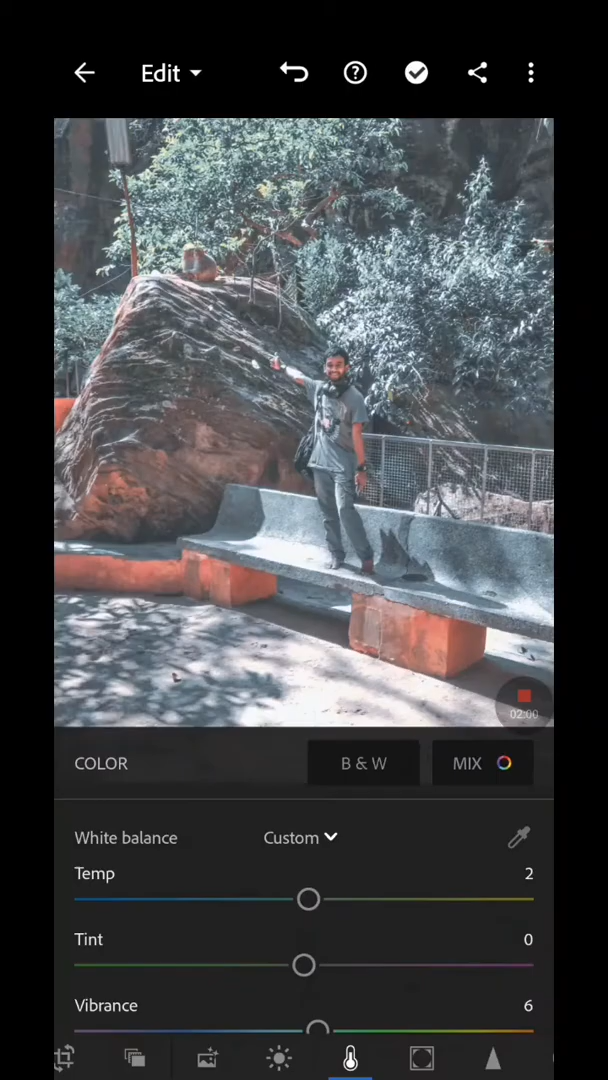 Edit
02:00
COLOR
B & W
MIX
White balance
Custom
Temp
2
Tint
0
Vibrance
6